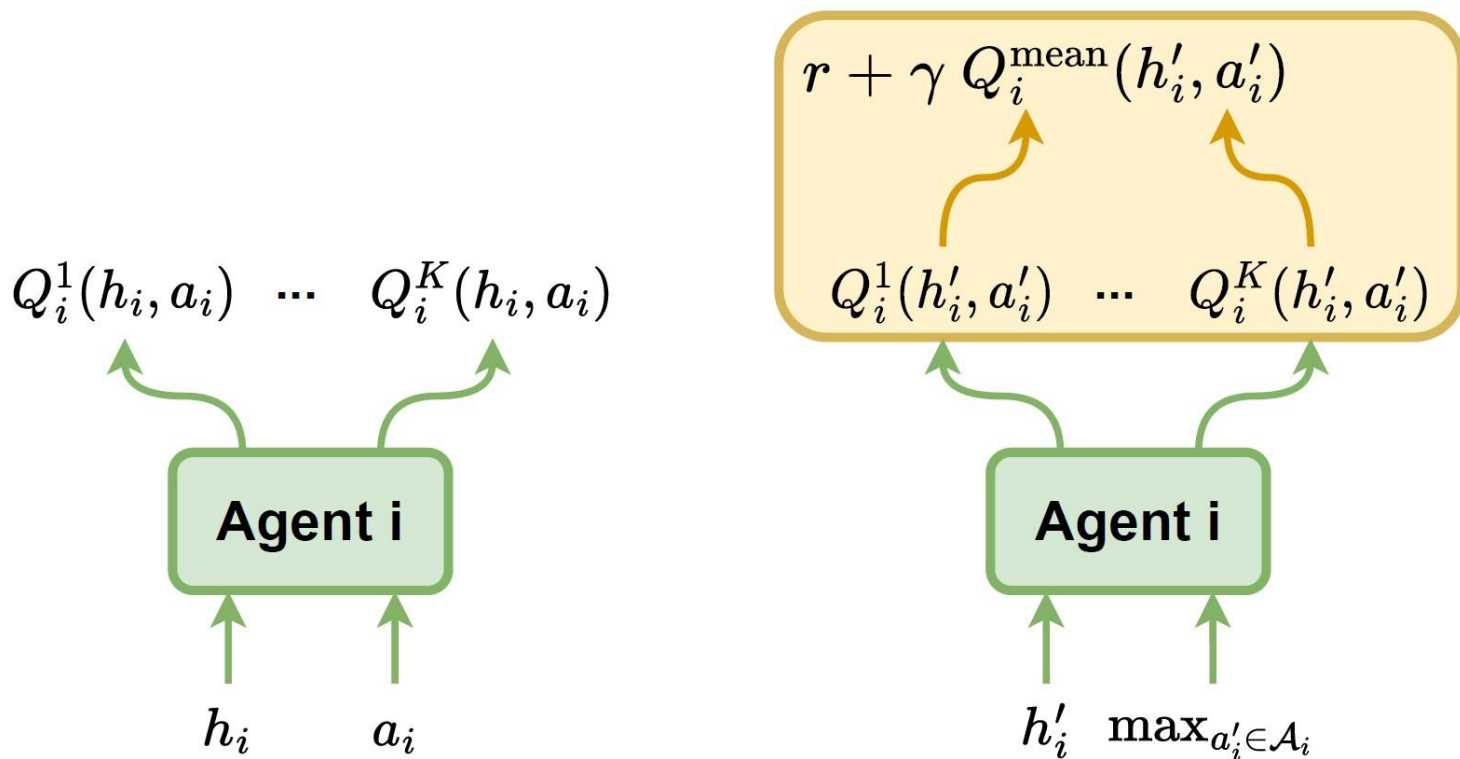 r + γ Q_i^{mean}(h'_i, a'_i)
Q_i^1(h_i, a_i) ... Q_i^K(h_i, a_i)
Q_i^1(h'_i, a'_i) ... Q_i^K(h'_i, a'_i)
Agent i
Agent i
h_i a_i
h'_i max_{a'_i∈𝒜_i}